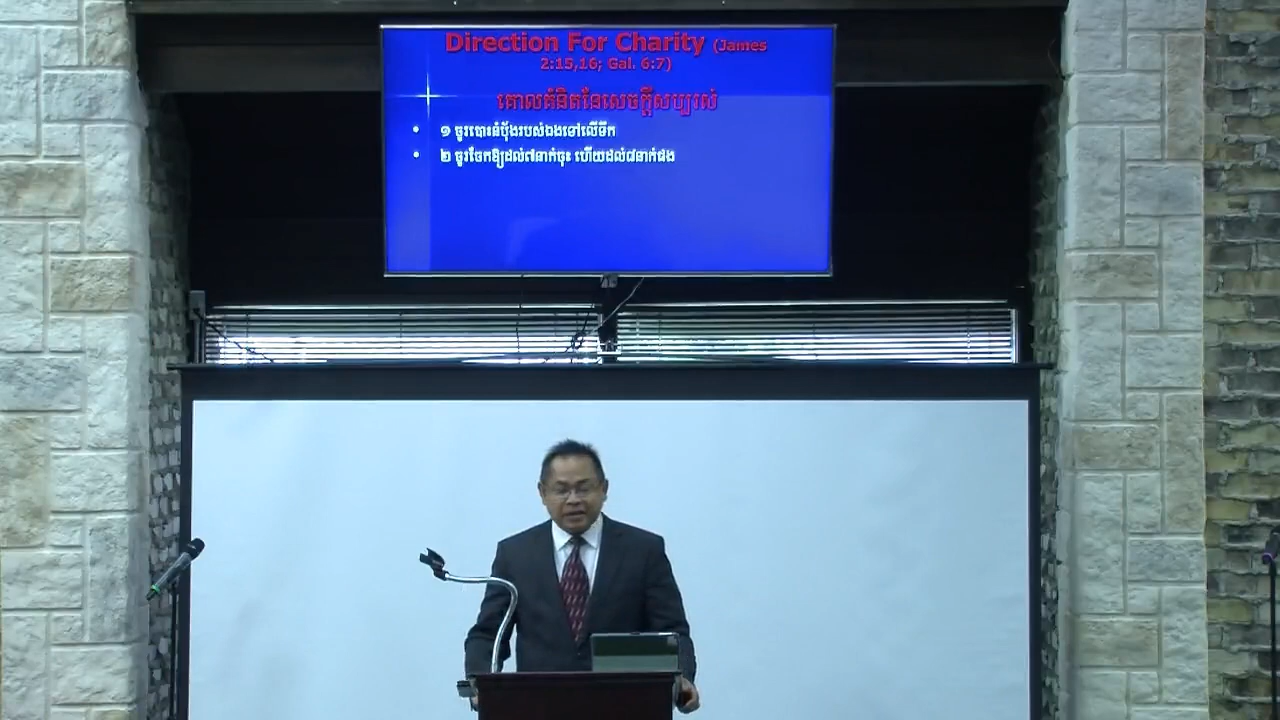 Direction For Charity (James
2:15,16; Gal. 6:7)
គោលគំនិតនៃសេចក្ដីសប្បុរស់
• ១ ចូរបោះនំប៉័ងរបស់ឯងទៅលើទឹក
• ២ ចូរចែកឱ្យដល់៧នាក់ចុះ ហើយដល់៨នាក់ផង